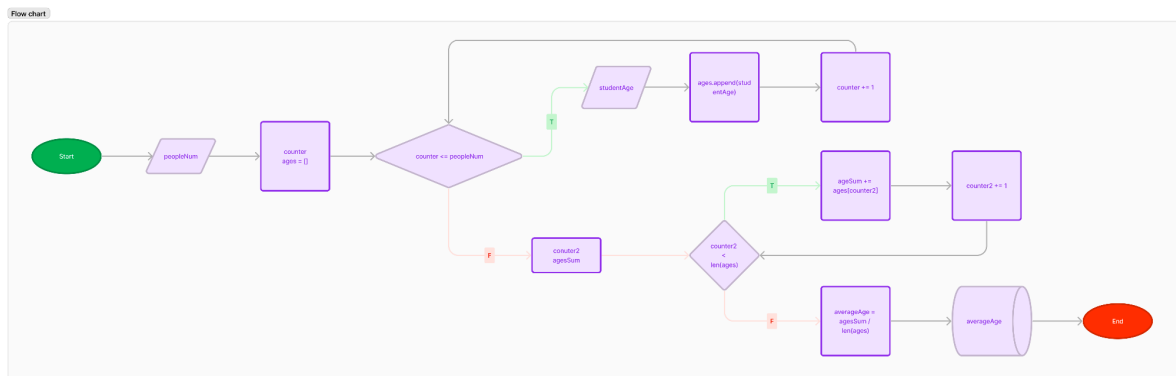 Flow chart
Start
peopleNum
counter
ages = []
counter <= peopleNum
T
studentAge
ages.append(stud
entAge)
counter += 1
F
conuter2
agesSum
counter2
<
len(ages)
T
ageSum +=
ages[counter2]
counter2 += 1
F
averageAge =
agesSum /
len(ages)
averageAge
End